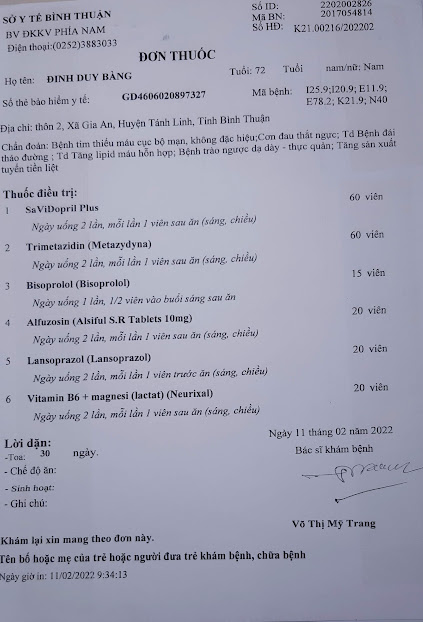 SỞ Y TẾ BÌNH THUẬN
BV ĐKKV PHÍA NAM
Điện thoại:(0252)3883033
Số ID: 2202002826
Mã BN: 2017054814
Số HĐ: K21.00216/202202
ĐƠN THUỐC
Họ tên: ĐINH DUY BẢNG Tuổi: 72 Tuổi nam/nữ: Nam
Số thẻ bảo hiểm y tế: GD4606020897327 Mã bệnh: I25.9;I20.9; E11.9; E78.2; K21.9; N40
Địa chỉ: thôn 2, Xã Gia An, Huyện Tánh Linh, Tỉnh Bình Thuận
Chẩn đoán: Bệnh tim thiếu máu cục bộ mạn, không đặc hiệu;Cơn đau thắt ngực; Td Bệnh đái
tháo đường ; Td Tăng lipid máu hỗn hợp; Bệnh trào ngược dạ dày - thực quản; Tăng sản xuất
tuyến tiền liệt
Thuốc điều trị:
1 SaViDopril Plus 60 viên
Ngày uống 2 lần, mỗi lần 1 viên sau ăn (sáng, chiều)
2 Trimetazidin (Metazydyna) 60 viên
Ngày uống 2 lần, mỗi lần 1 viên sau ăn (sáng, chiều)
3 Bisoprolol (Bisoprolol) 15 viên
Ngày uống 1 lần, 1/2 viên vào buổi sáng sau ăn
4 Alfuzosin (Alsiful S.R Tablets 10mg) 20 viên
Ngày uống 2 lần, mỗi lần 1 viên sau ăn (sáng, chiều)
5 Lansoprazol (Lansoprazol) 20 viên
Ngày uống 2 lần, mỗi lần 1 viên trước ăn (sáng, chiều)
6 Vitamin B6 + magnesi (lactat) (Neurixal) 20 viên
Ngày uống 2 lần, mỗi lần 1 viên sau ăn (sáng, chiều)
Lời dặn:
-Toa: 30 ngày.
- Chế độ ăn:
- Sinh hoạt:
- Ghi chú:
Ngày 11 tháng 02 năm 2022
Bác sĩ khám bệnh
Võ Thị Mỹ Trang
Khám lại xin mang theo đơn này.
Tên bố hoặc mẹ của trẻ hoặc người đưa trẻ khám bệnh, chữa bệnh
Ngày giờ in: 11/02/2022 9:34:13